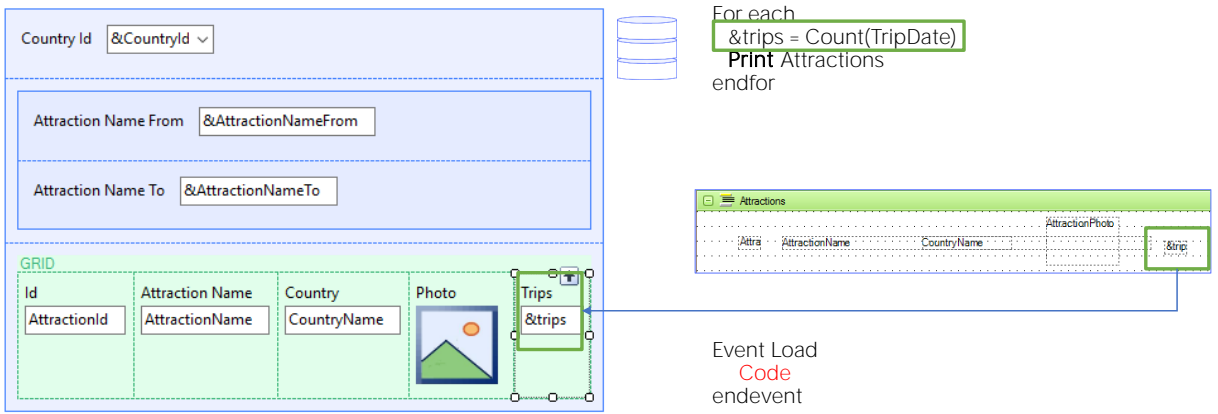 Country Id &CountryId
Attraction Name From &AttractionNameFrom
Attraction Name To &AttractionNameTo
GRID
Id Attraction Name Country Photo Trips
AttractionId AttractionName CountryName &trips
For each
&trips = Count(TripDate)
Print Attractions
endfor
Attractions
AttractionPhoto
Attra AttractionName CountryName &trip
Event Load
Code
endevent